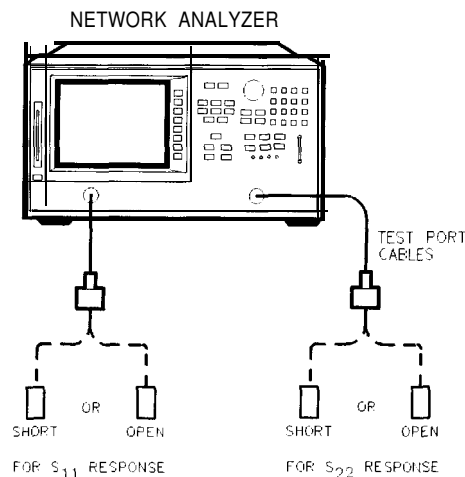 NETWORK ANALYZER
TEST PORT
CABLES
OR
OR
SHORT
OPEN
SHORT
OPEN
FOR S11 RESPONSE
FOR S22 RESPONSE